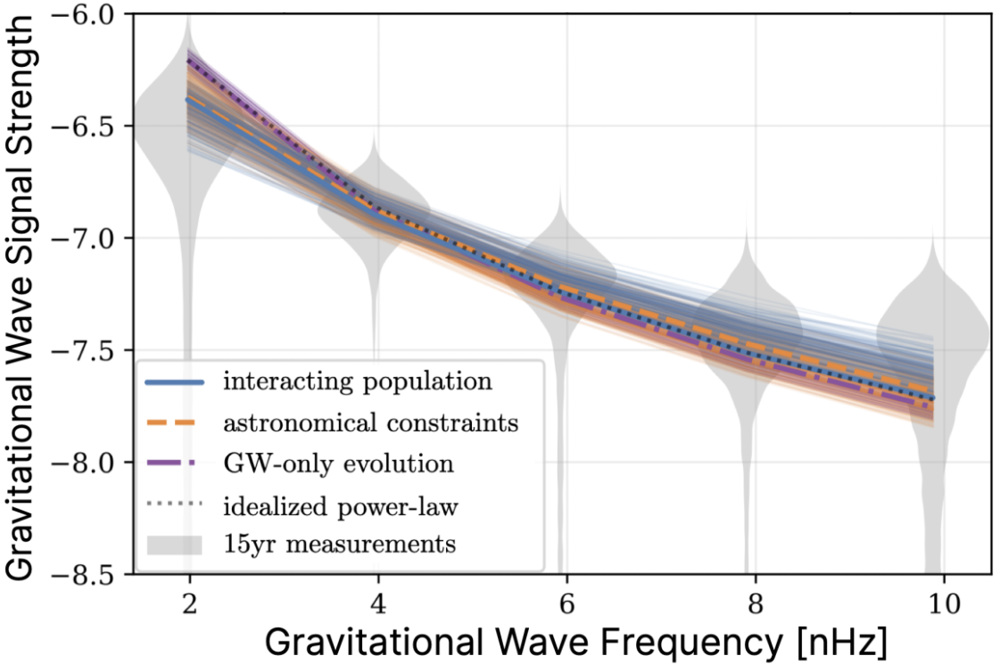 Gravitational Wave Signal Strength
−6.0
−6.5
−7.0
−7.5
−8.0
−8.5
interacting population
astronomical constraints
GW-only evolution
idealized power-law
15yr measurements
2 4 6 8 10
Gravitational Wave Frequency [nHz]